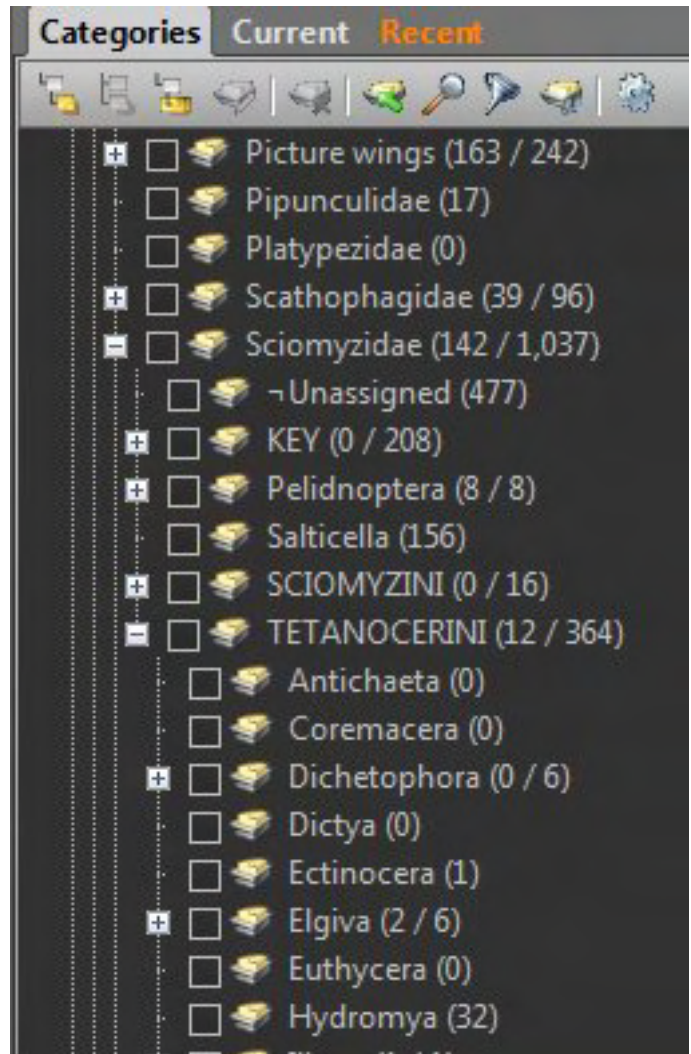 Categories Current Recent
Picture wings (163 / 242)
Pipunculidae (17)
Platypezidae (0)
Scathophagidae (39 / 96)
Sciomyzidae (142 / 1,037)
¬Unassigned (477)
KEY (0 / 208)
Pelidnoptera (8 / 8)
Salticella (156)
SCIOMYZINI (0 / 16)
TETANOCERINI (12 / 364)
Antichaeta (0)
Coremacera (0)
Dichetophora (0 / 6)
Dictya (0)
Ectinocera (1)
Elgiva (2 / 6)
Euthycera (0)
Hydromya (32)